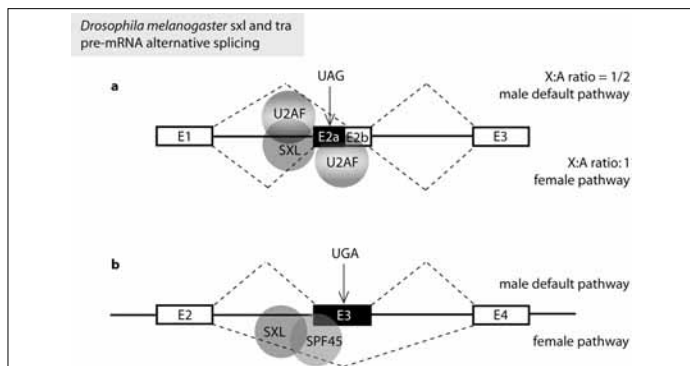 Drosophila melanogaster sxl and tra
pre-mRNA alternative splicing
a
UAG
X:A ratio = 1/2
male default pathway
U2AF
E1
E2a
E2b
E3
SXL
U2AF
X:A ratio: 1
female pathway
b
UGA
male default pathway
E2
E3
E4
SXL
SPF45
female pathway